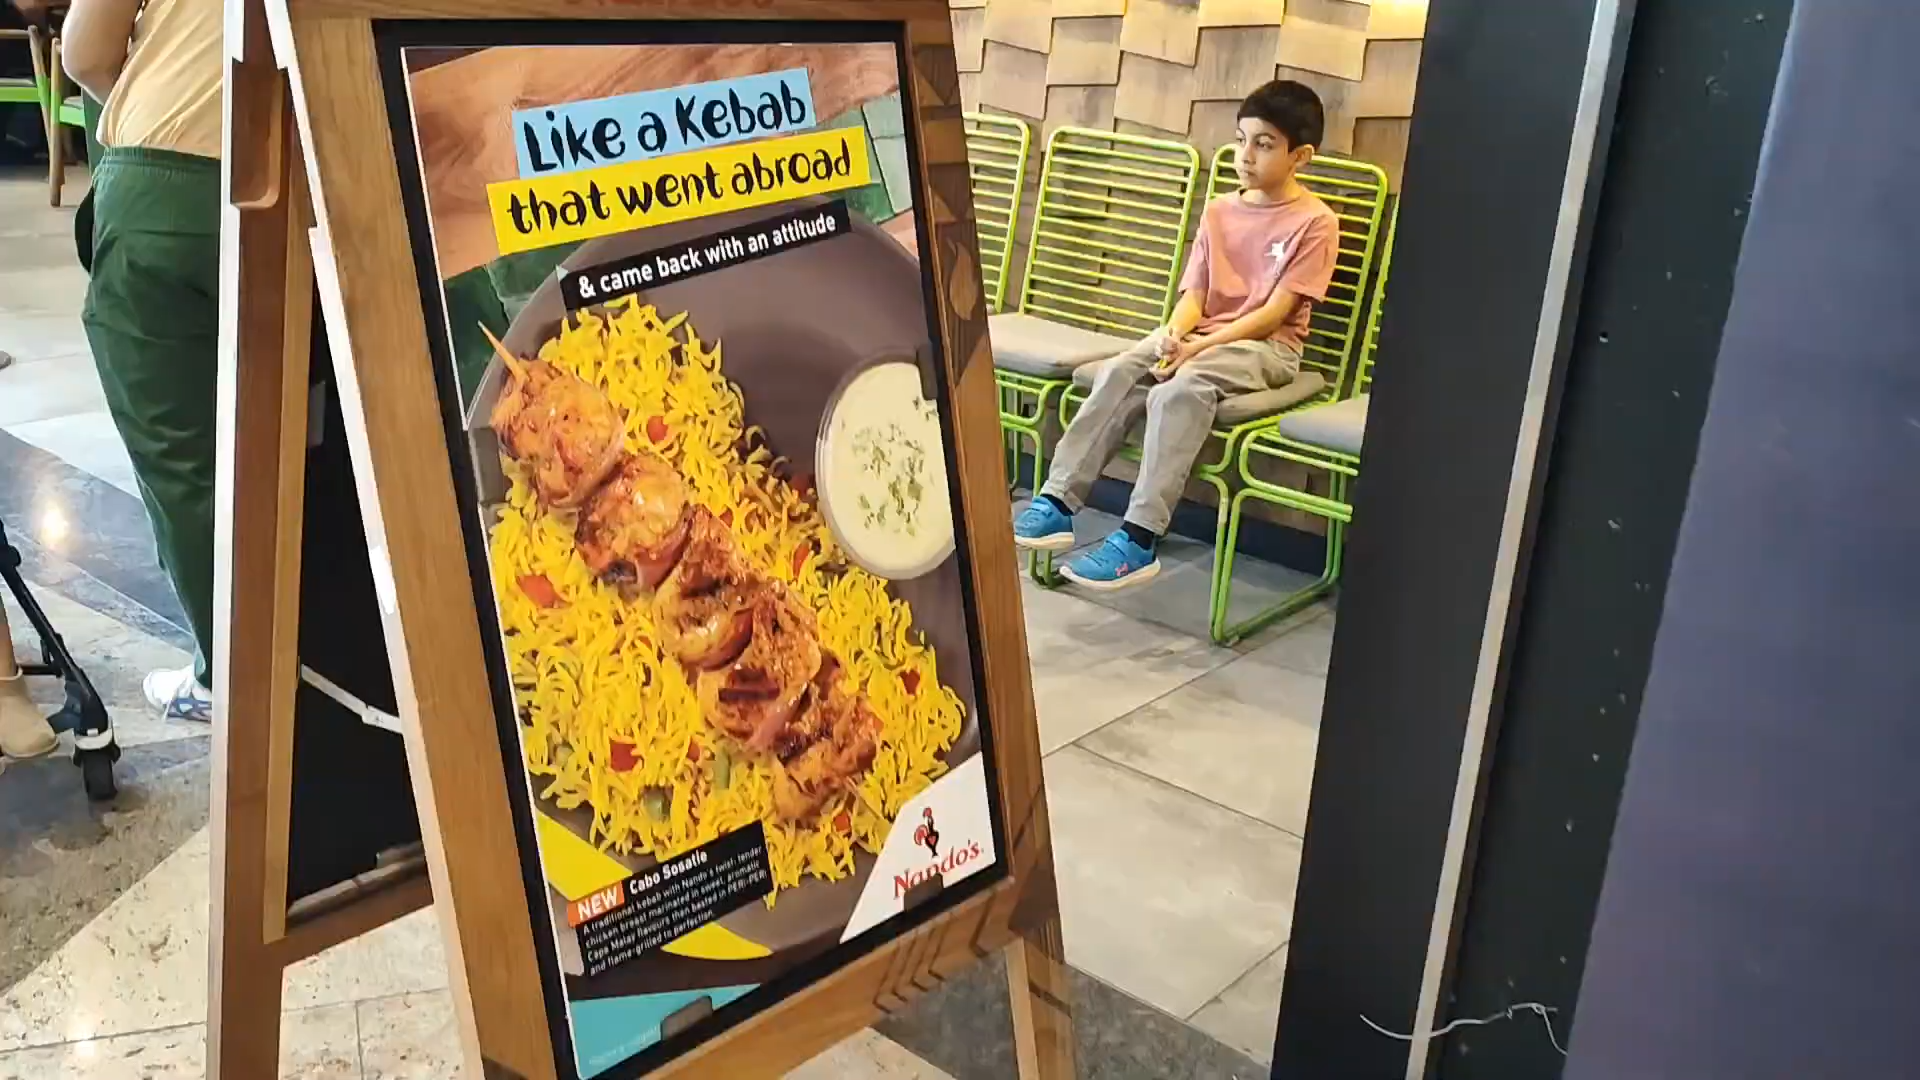 Like a Kebab
that went abroad
& came back with an attitude
NEW Cabo Sosatie
A traditional kebab with Nando's twist: tender
chicken breast marinated in sweet, aromatic
Cape Malay flavours then basted in PERi-PERi
and flame-grilled to perfection.
Nando's